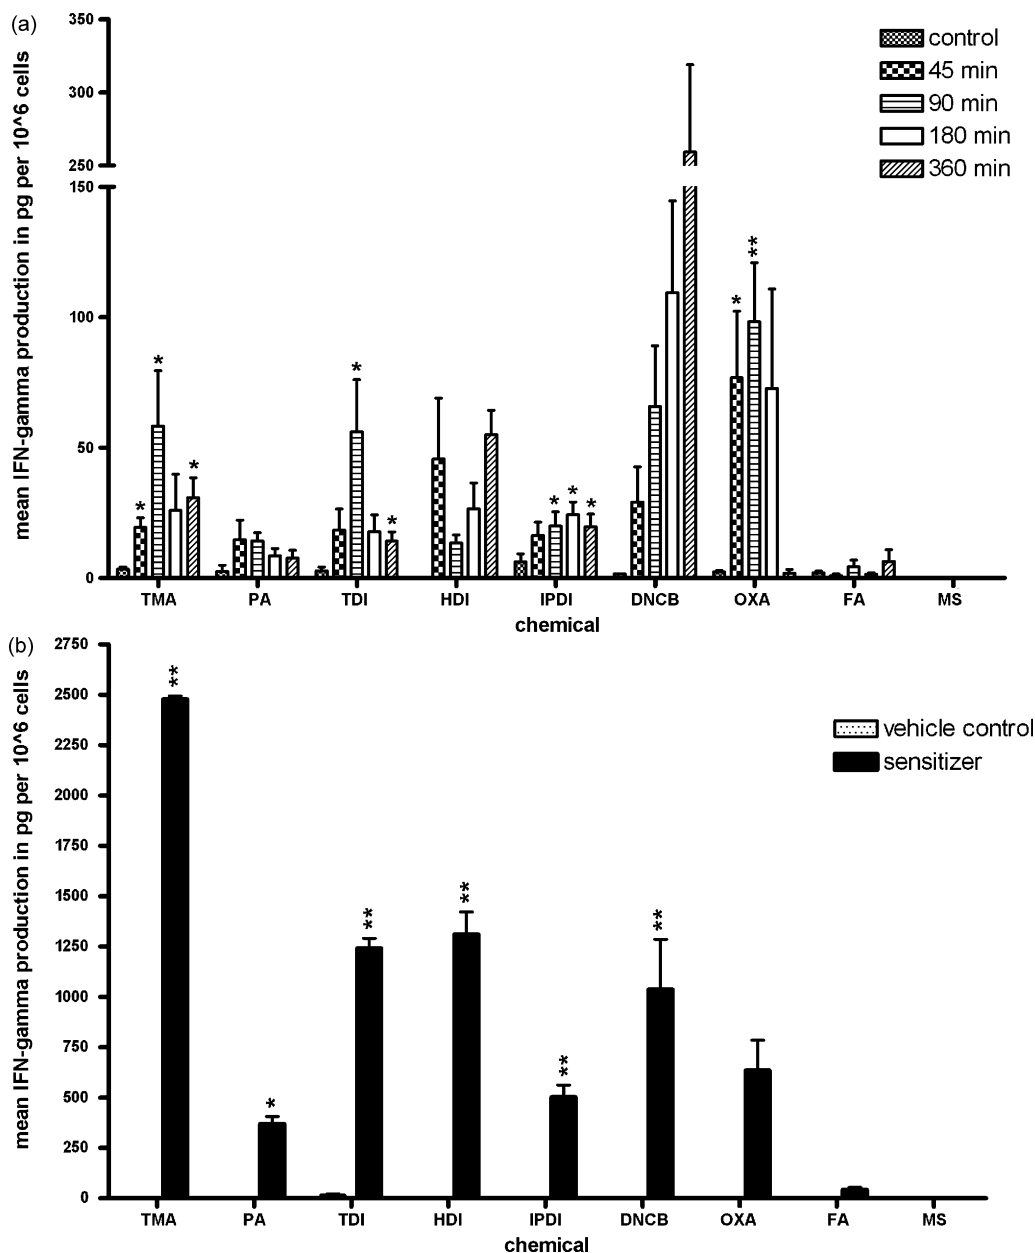 (a)
mean IFN-gamma production in pg per 10^6 cells
350
300
250
150
100
50
0
control
45 min
90 min
180 min
360 min
*
*
*
*
*
*
*
*
*
**
TMA PA TDI HDI IPDI DNCB OXA FA MS
chemical
(b)
mean IFN-gamma production in pg per 10^6 cells
2750
2500
2250
2000
1750
1500
1250
1000
750
500
250
0
vehicle control
sensitizer
**
*
**
**
**
**
TMA PA TDI HDI IPDI DNCB OXA FA MS
chemical